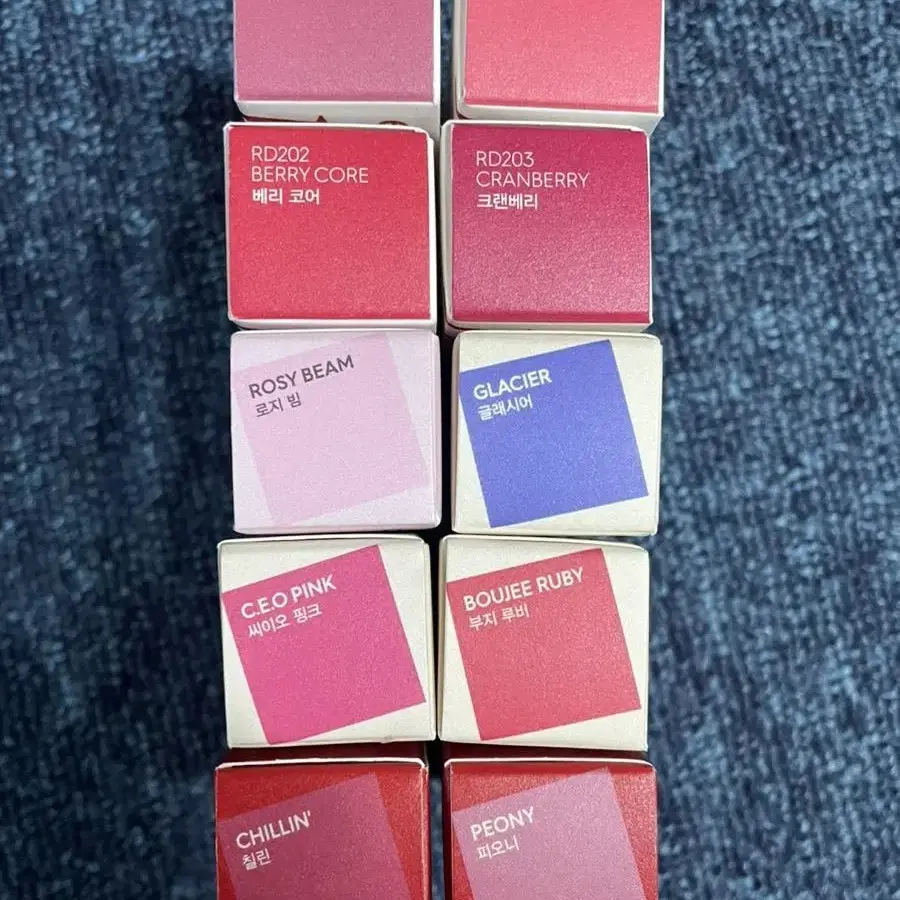 RD202
BERRY CORE
베리 코어
RD203
CRANBERRY
크랜베리
ROSY BEAM
로지 빔
GLACIER
글래시어
C.E.O PINK
씨이오 핑크
BOUJEE RUBY
부지 루비
CHILLIN'
칠린
PEONY
피오니